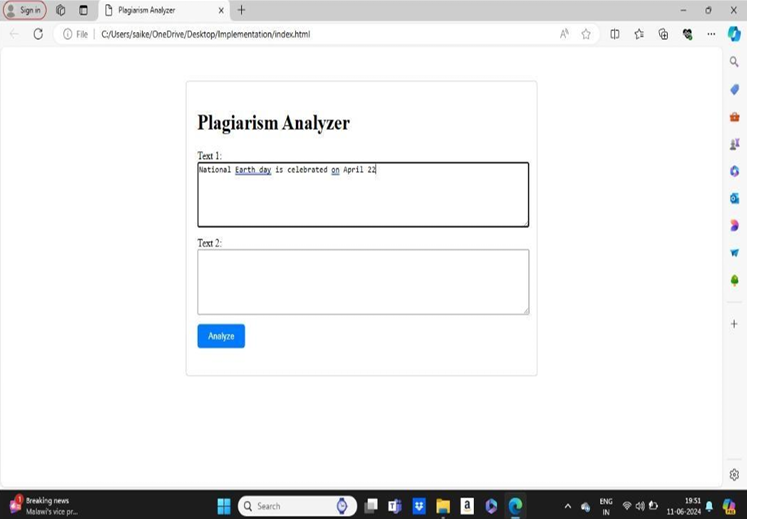 Sign in
Plagiarism Analyzer
File
C:/Users/saike/OneDrive/Desktop/Implementation/index.html
Plagiarism Analyzer
Text 1:
National Earth day is celebrated on April 22
Text 2:
Analyze
1
Breaking news
Malawi's vice pr...
Search
ENG
IN
19:51
11-06-2024